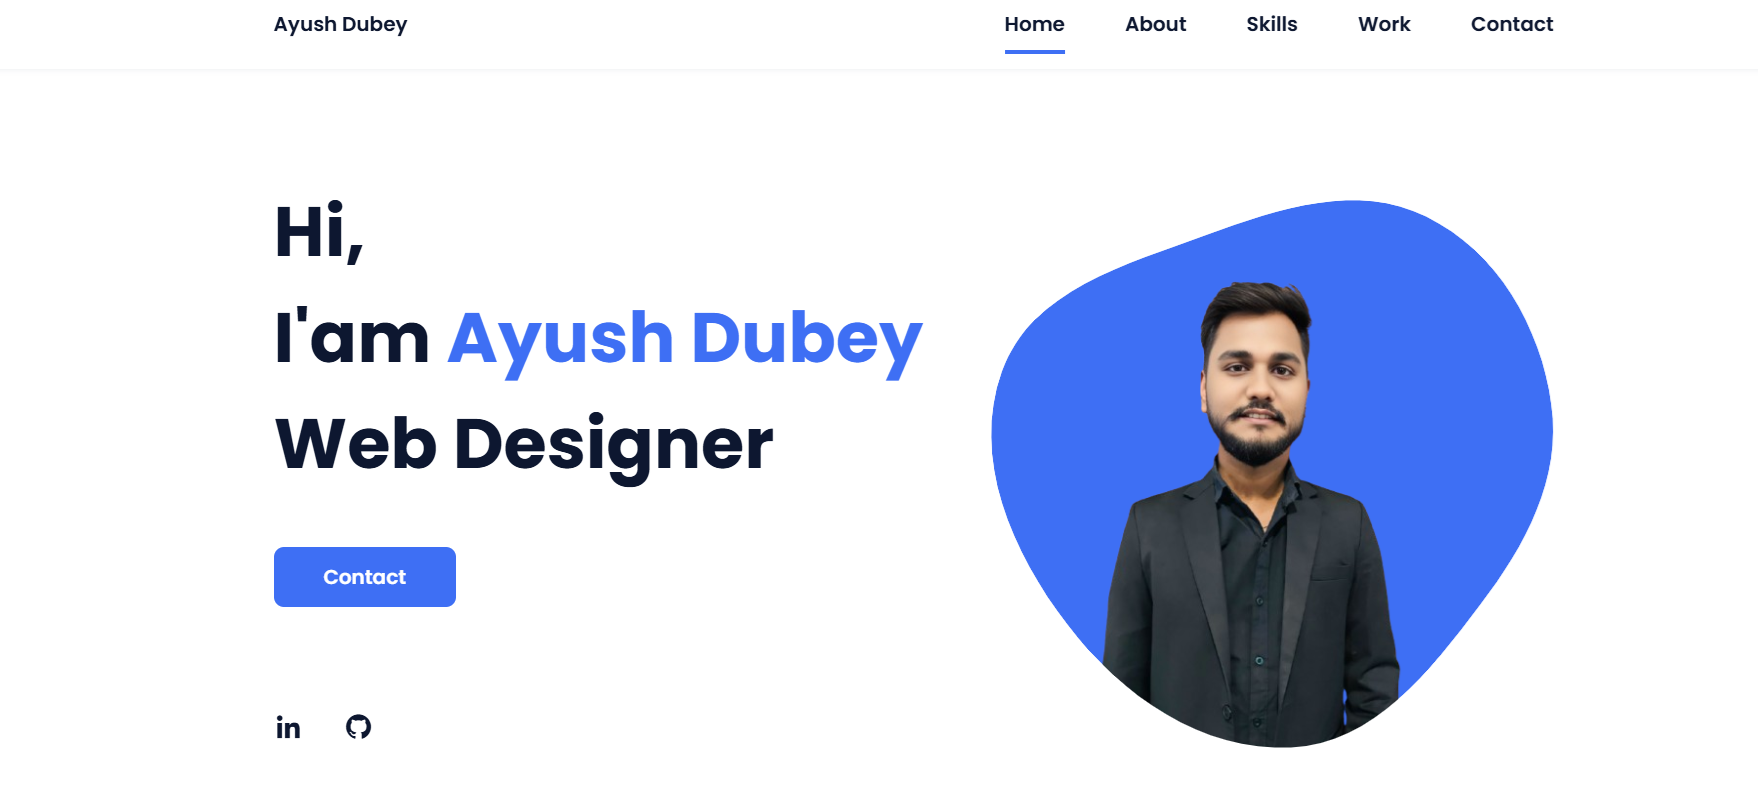 Ayush Dubey
Home About Skills Work Contact
Hi,
I'am Ayush Dubey
Web Designer
Contact
in